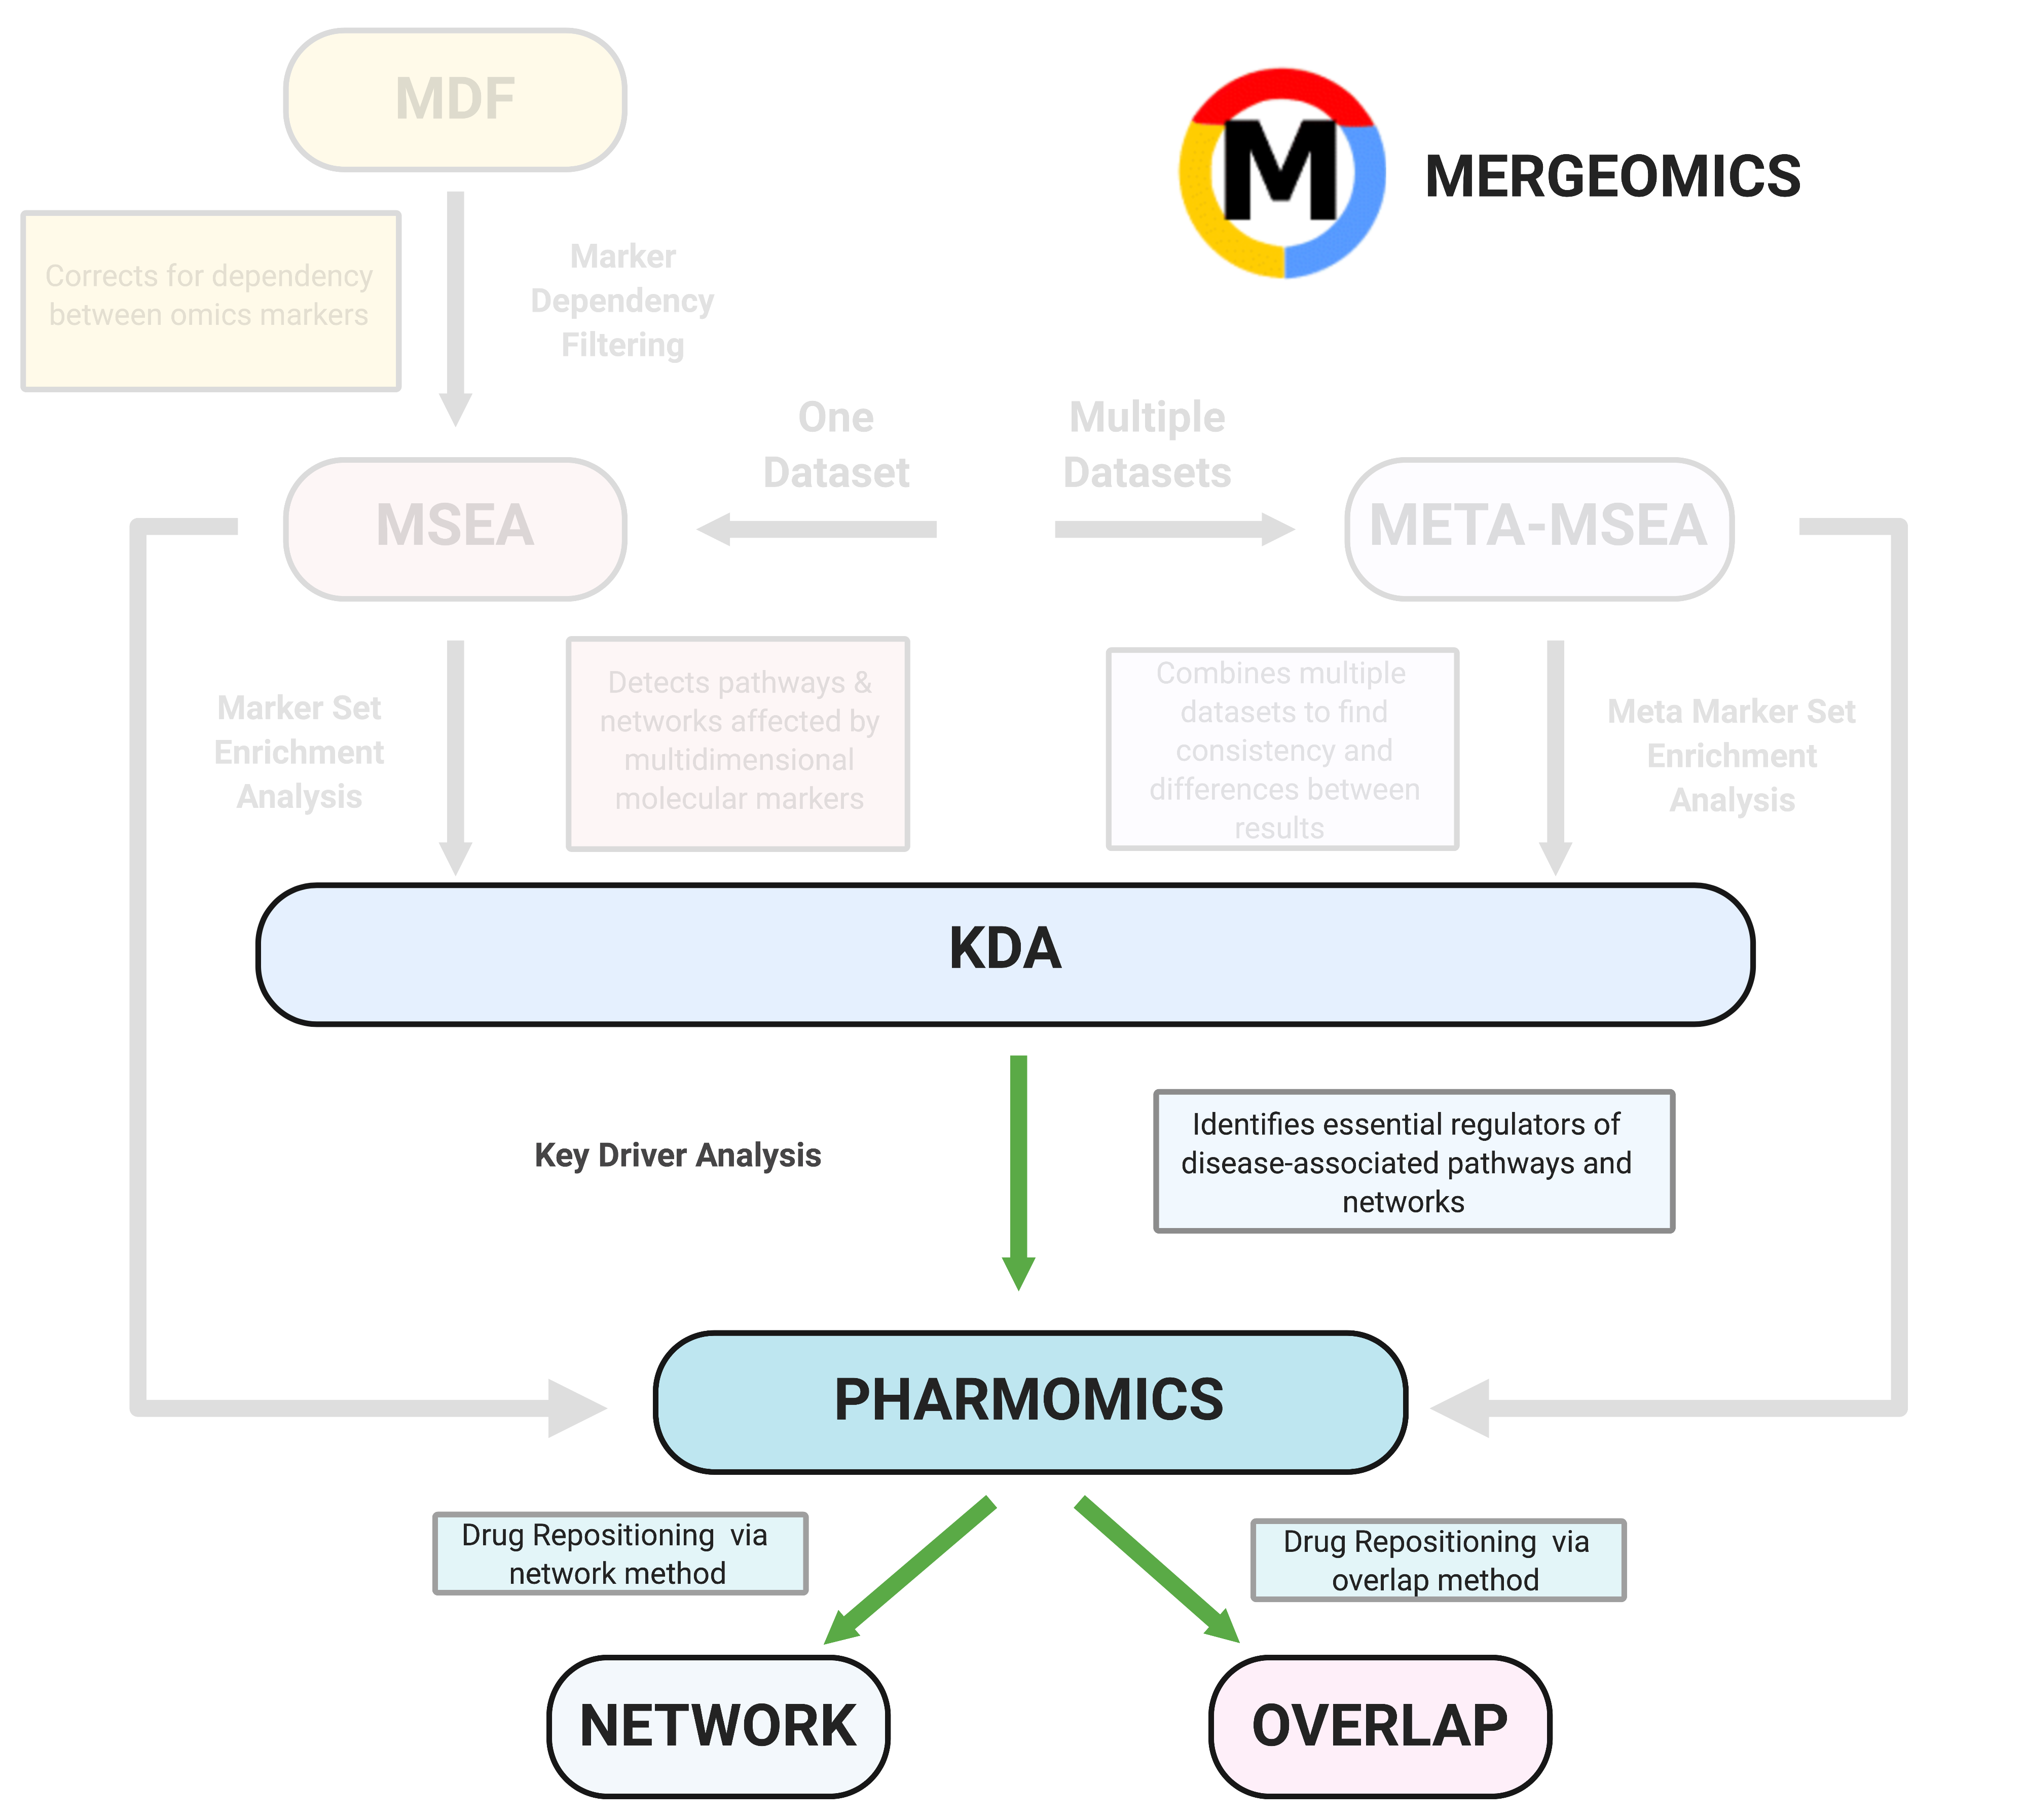 MDF
M
MERGEOMICS
Corrects for dependency
between omics markers
Marker
Dependency
Filtering
One
Dataset
Multiple
Datasets
MSEA
META-MSEA
Marker Set
Enrichment
Analysis
Detects pathways &
networks affected by
multidimensional
molecular markers
Combines multiple
datasets to find
consistency and
differences between
results
Meta Marker Set
Enrichment
Analysis
KDA
Key Driver Analysis
Identifies essential regulators of
disease-associated pathways and
networks
PHARMOMICS
Drug Repositioning via
network method
Drug Repositioning via
overlap method
NETWORK
OVERLAP